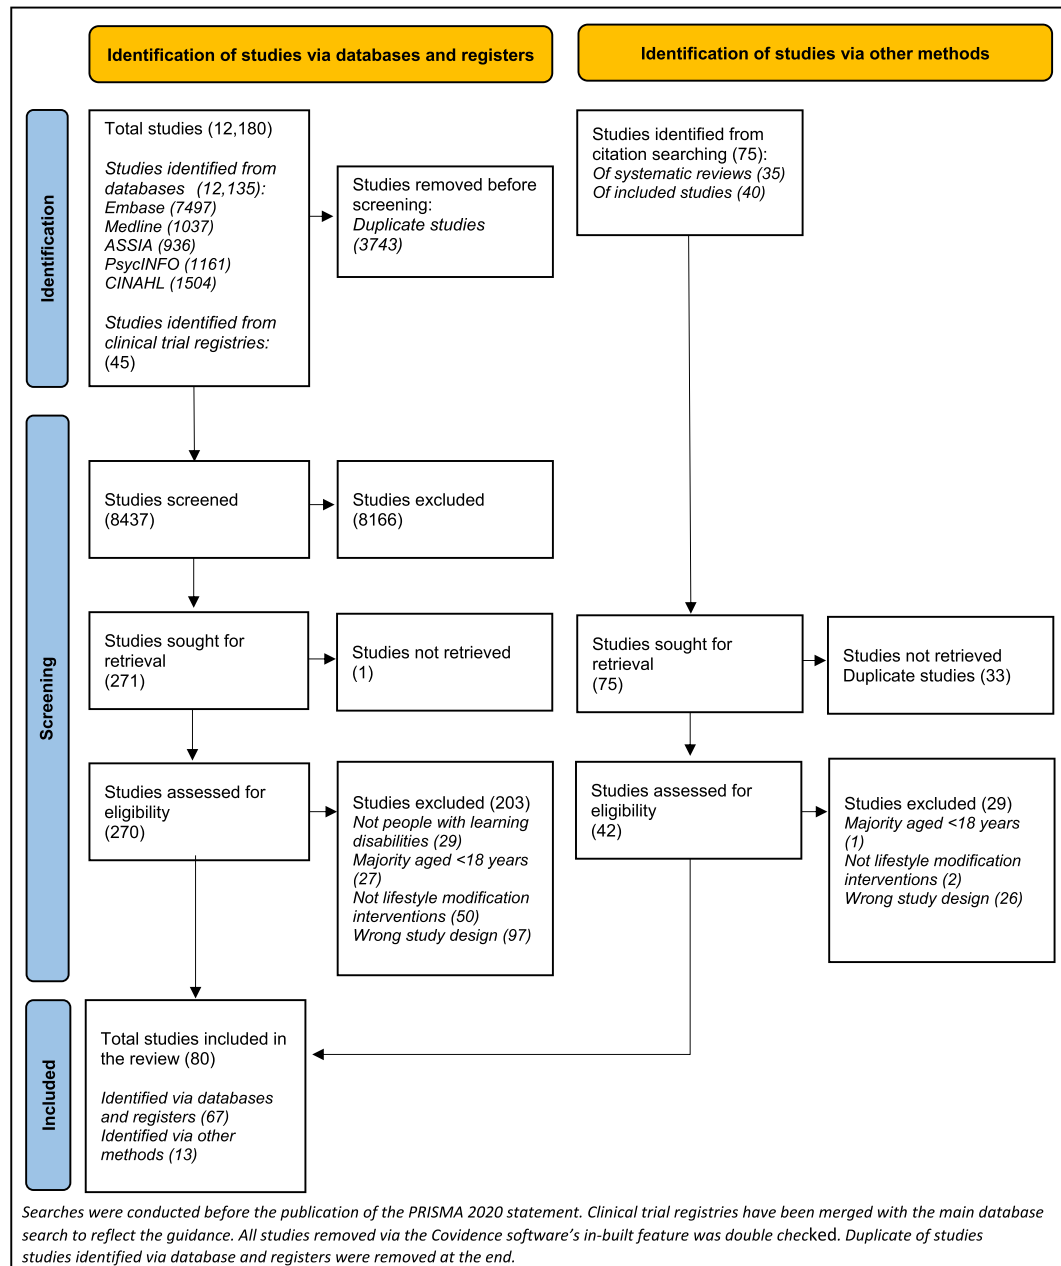 Identification of studies via databases and registers
Identification of studies via other methods
Identification
Total studies (12,180)
Studies identified from
databases (12,135):
Embase (7497)
Medline (1037)
ASSIA (936)
PsycINFO (1161)
CINAHL (1504)
Studies identified from
clinical trial registries:
(45)
Studies removed before
screening:
Duplicate studies
(3743)
Studies identified from
citation searching (75):
Of systematic reviews (35)
Of included studies (40)
Screening
Studies screened
(8437)
Studies excluded
(8166)
Studies sought for
retrieval
(271)
Studies not retrieved
(1)
Studies sought for
retrieval
(75)
Studies not retrieved
Duplicate studies (33)
Studies assessed for
eligibility
(270)
Studies excluded (203)
Not people with learning
disabilities (29)
Majority aged <18 years
(27)
Not lifestyle modification
interventions (50)
Wrong study design (97)
Studies assessed for
eligibility
(42)
Studies excluded (29)
Majority aged <18 years
(1)
Not lifestyle modification
interventions (2)
Wrong study design (26)
Included
Total studies included in
the review (80)
Identified via databases
and registers (67)
Identified via other
methods (13)
Searches were conducted before the publication of the PRISMA 2020 statement. Clinical trial registries have been merged with the main database
search to reflect the guidance. All studies removed via the Covidence software's in-built feature was double checked. Duplicate of studies
studies identified via database and registers were removed at the end.